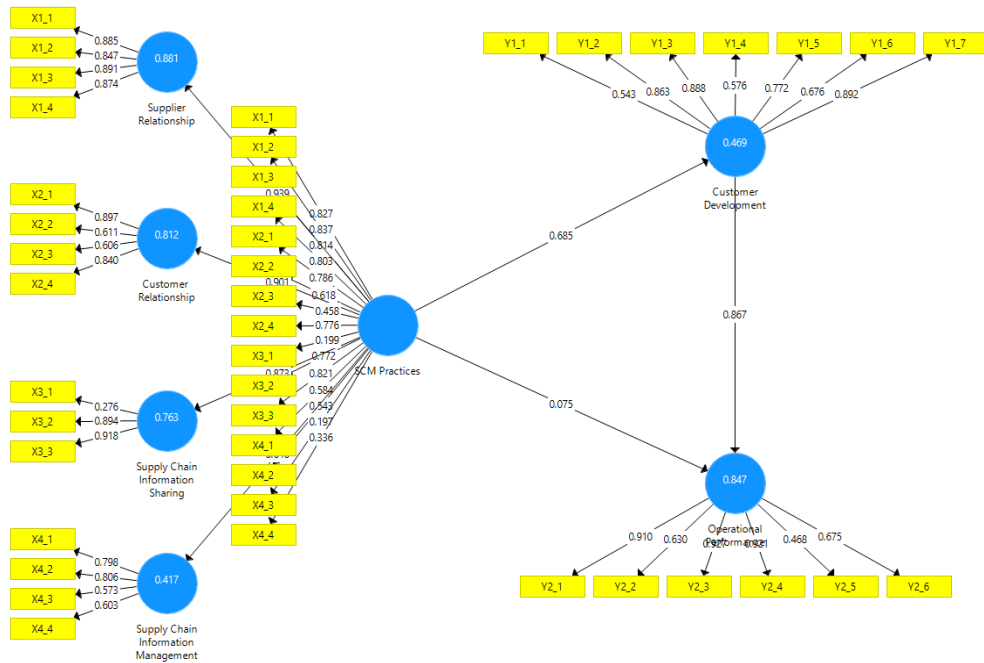 X1_1
X1_2
X1_3
X1_4
0.885
0.847
0.891
0.874
0.881
Supplier
Relationship
X2_1
X2_2
X2_3
X2_4
0.897
0.611
0.606
0.840
0.812
Customer
Relationship
X3_1
X3_2
X3_3
0.276
0.894
0.918
0.763
Supply Chain
Information
Sharing
X4_1
X4_2
X4_3
X4_4
0.798
0.806
0.573
0.603
0.417
Supply Chain
Information
Management
X1_1
X1_2
X1_3
X1_4
X2_1
X2_2
X2_3
X2_4
X3_1
X3_2
X3_3
X4_1
X4_2
X4_3
X4_4
0.939
0.901
0.873
0.827
0.837
0.814
0.803
0.786
0.618
0.458
0.776
0.199
0.772
0.821
0.584
0.543
0.197
0.336
SCM Practices
0.685
0.075
Y1_1
Y1_2
Y1_3
Y1_4
Y1_5
Y1_6
Y1_7
0.543
0.863
0.888
0.576
0.772
0.676
0.892
0.469
Customer
Development
0.867
0.847
Operational
Performance
0.910
0.630
0.468
0.675
Y2_1
Y2_2
Y2_3
Y2_4
Y2_5
Y2_6